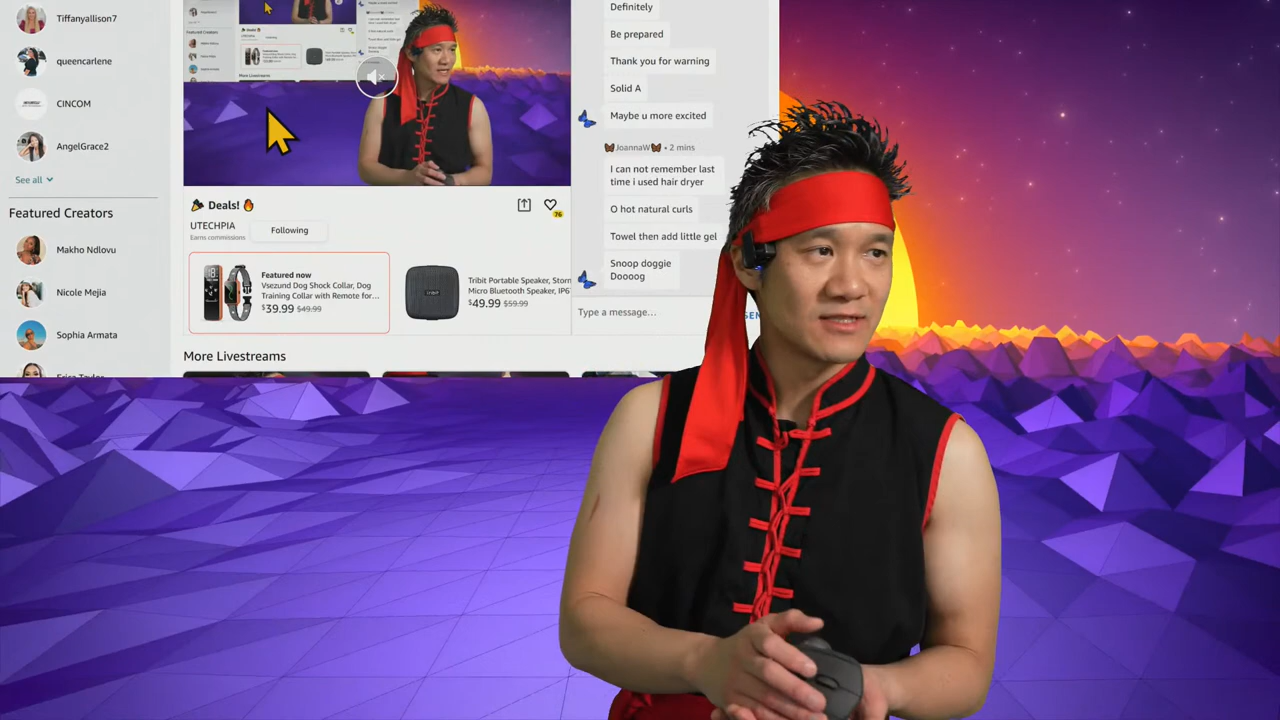 Tiffanyallison7
queencarlene
CINCOM
AngelGrace2
See all
Featured Creators
Makho Ndlovu
Nicole Mejia
Sophia Armata
Deals!
UTECHPIA
Earns commissions
Following
76
Featured now
Vsezund Dog Shock Collar, Dog
Training Collar with Remote for...
$39.99 $49.99
Tribit Portable Speaker, Storm
Micro Bluetooth Speaker, IP67
$49.99 $59.99
More Livestreams
Definitely
Be prepared
Thank you for warning
Solid A
Maybe u more excited
JoannaW • 2 mins
I can not remember last
time i used hair dryer
O hot natural curls
Towel then add little gel
Snoop doggie
Doooog
Type a message...